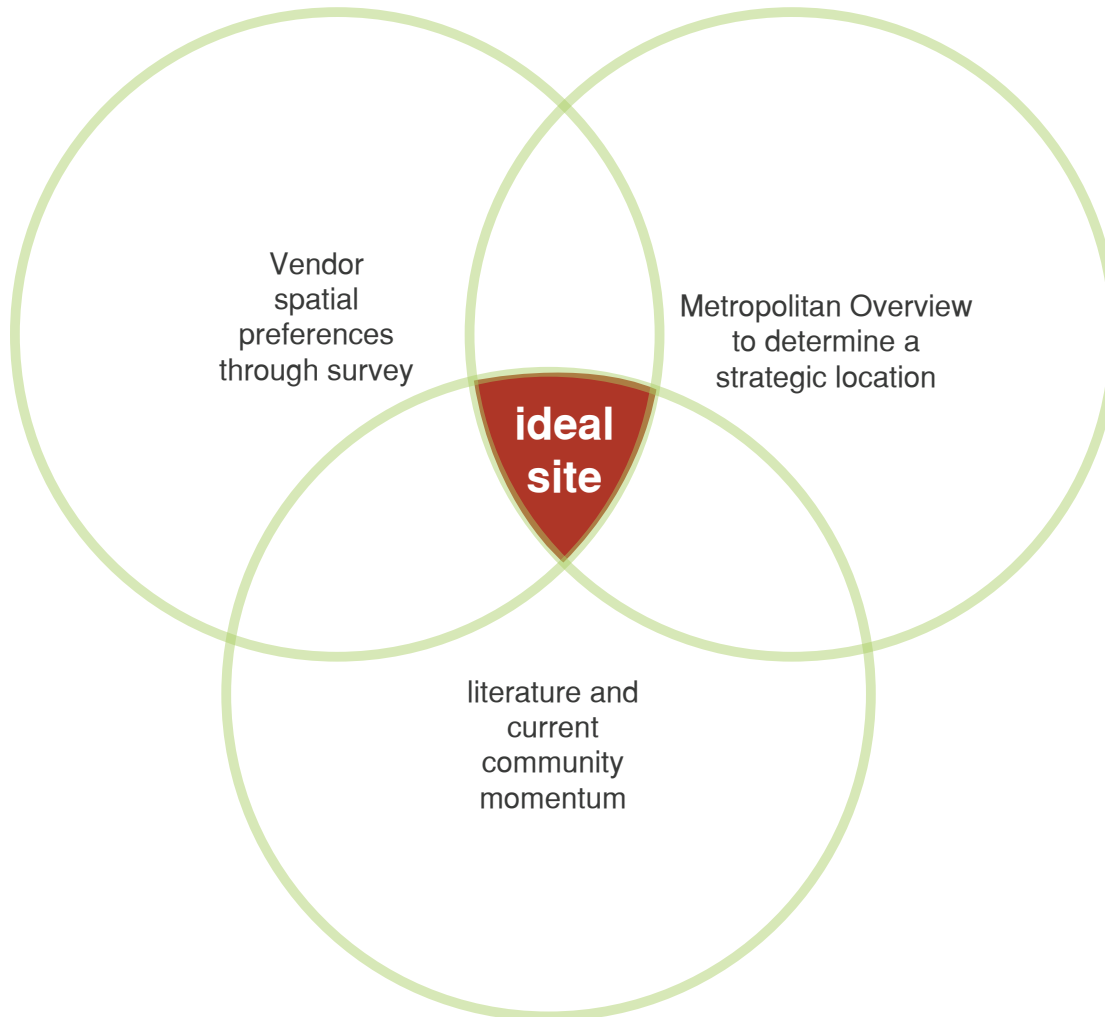 Vendor
spatial
preferences
through survey
Metropolitan Overview
to determine a
strategic location
ideal
site
literature and
current
community
momentum